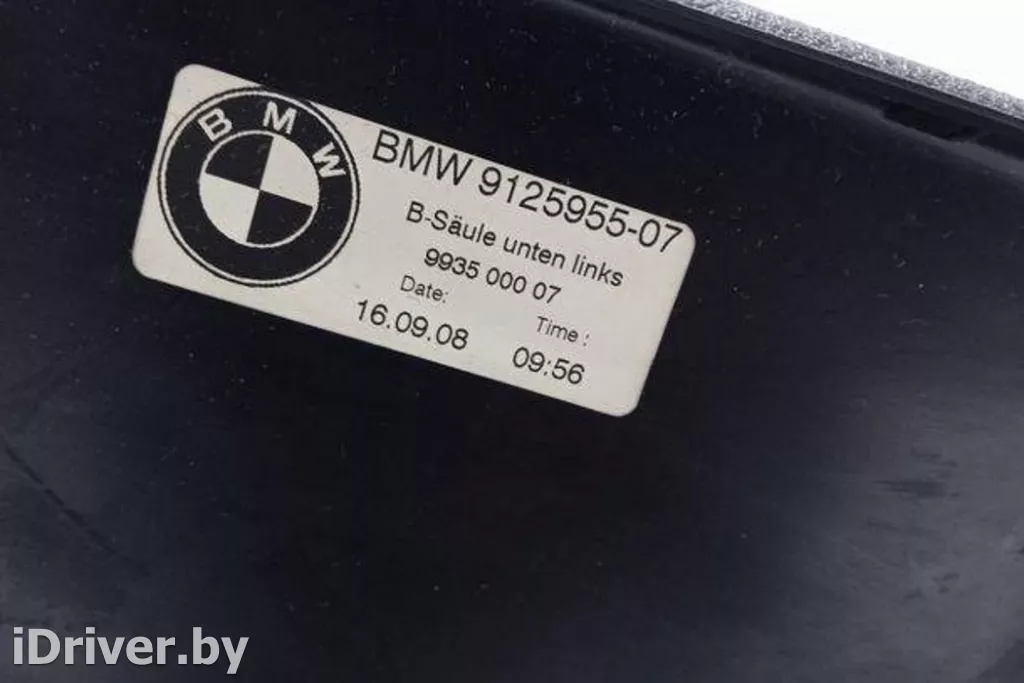 BMW
BMW 9125955-07
B-Säule unten links
9935 000 07
Date: Time :
16.09.08 09:56
iDriver.by